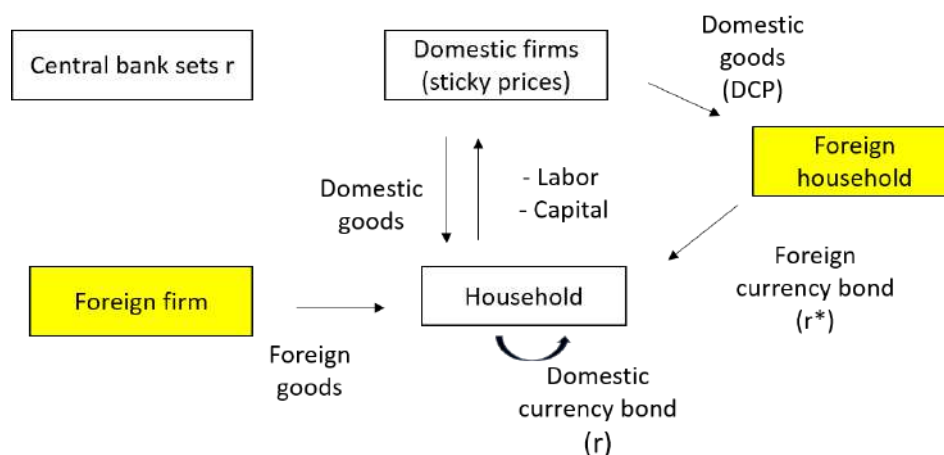 Central bank sets r
Domestic firms
(sticky prices)
Domestic
goods
(DCP)
Foreign
household
Domestic
goods
- Labor
- Capital
Foreign firm
Household
Foreign
currency bond
(r*)
Foreign
goods
Domestic
currency bond
(r)